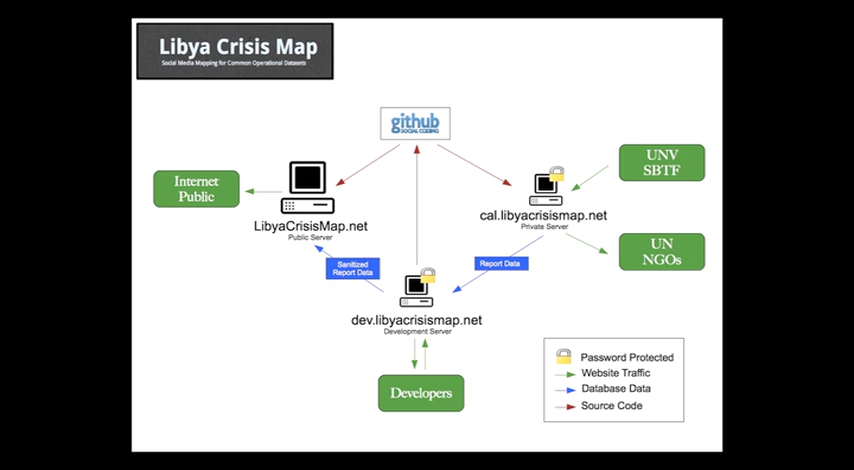 Libya Crisis Map
Social Media Mapping for Common Operational Datasets
github
SOCIAL CODING
Internet
Public
UNV
SBTF
LibyaCrisisMap.net
Public Server
cal.libyacrisismap.net
Private Server
UN
NGOs
Sanitized
Report Data
Report Data
dev.libyacrisismap.net
Development Server
Developers
Password Protected
Website Traffic
Database Data
Source Code